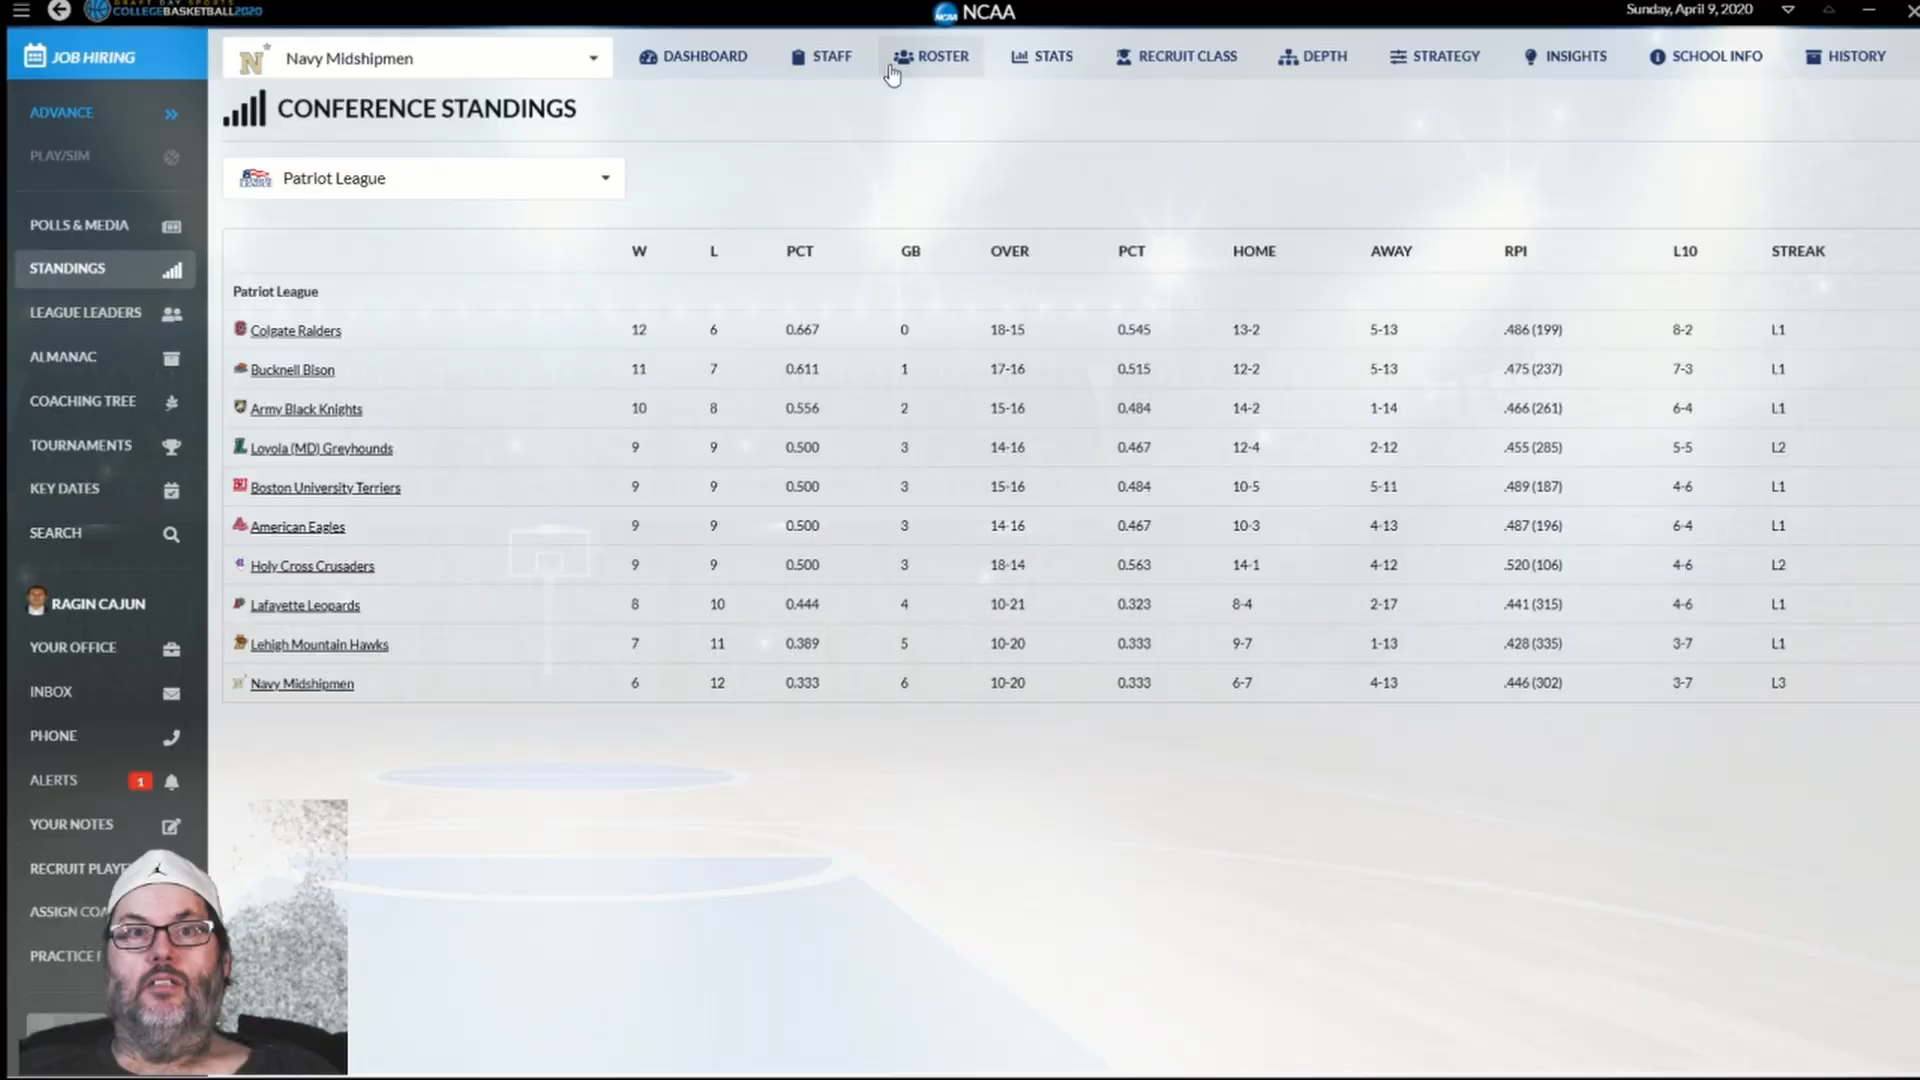 DRAFT DAY SPORTS
COLLEGEBASKETBALL2020
NCAA NCAA
Sunday, April 9, 2020
JOB HIRING
Navy Midshipmen
DASHBOARD STAFF ROSTER STATS RECRUIT CLASS DEPTH STRATEGY INSIGHTS SCHOOL INFO HISTORY
ADVANCE
PLAY/SIM
POLLS & MEDIA
STANDINGS
LEAGUE LEADERS
ALMANAC
COACHING TREE
TOURNAMENTS
KEY DATES
SEARCH
RAGIN CAJUN
YOUR OFFICE
INBOX
PHONE
ALERTS 1
YOUR NOTES
RECRUIT PLAYE
ASSIGN COA
PRACTICE
CONFERENCE STANDINGS
Patriot League
W L PCT GB OVER PCT HOME AWAY RPI L10 STREAK
Patriot League
Colgate Raiders 12 6 0.667 0 18-15 0.545 13-2 5-13 .486 (199) 8-2 L1
Bucknell Bison 11 7 0.611 1 17-16 0.515 12-2 5-13 .475 (237) 7-3 L1
Army Black Knights 10 8 0.556 2 15-16 0.484 14-2 1-14 .466 (261) 6-4 L1
Loyola (MD) Greyhounds 9 9 0.500 3 14-16 0.467 12-4 2-12 .455 (285) 5-5 L2
Boston University Terriers 9 9 0.500 3 15-16 0.484 10-5 5-11 .489 (187) 4-6 L1
American Eagles 9 9 0.500 3 14-16 0.467 10-3 4-13 .487 (196) 6-4 L1
Holy Cross Crusaders 9 9 0.500 3 18-14 0.563 14-1 4-12 .520 (106) 4-6 L2
Lafayette Leopards 8 10 0.444 4 10-21 0.323 8-4 2-17 .441 (315) 4-6 L1
Lehigh Mountain Hawks 7 11 0.389 5 10-20 0.333 9-7 1-13 .428 (335) 3-7 L1
Navy Midshipmen 6 12 0.333 6 10-20 0.333 6-7 4-13 .446 (302) 3-7 L3